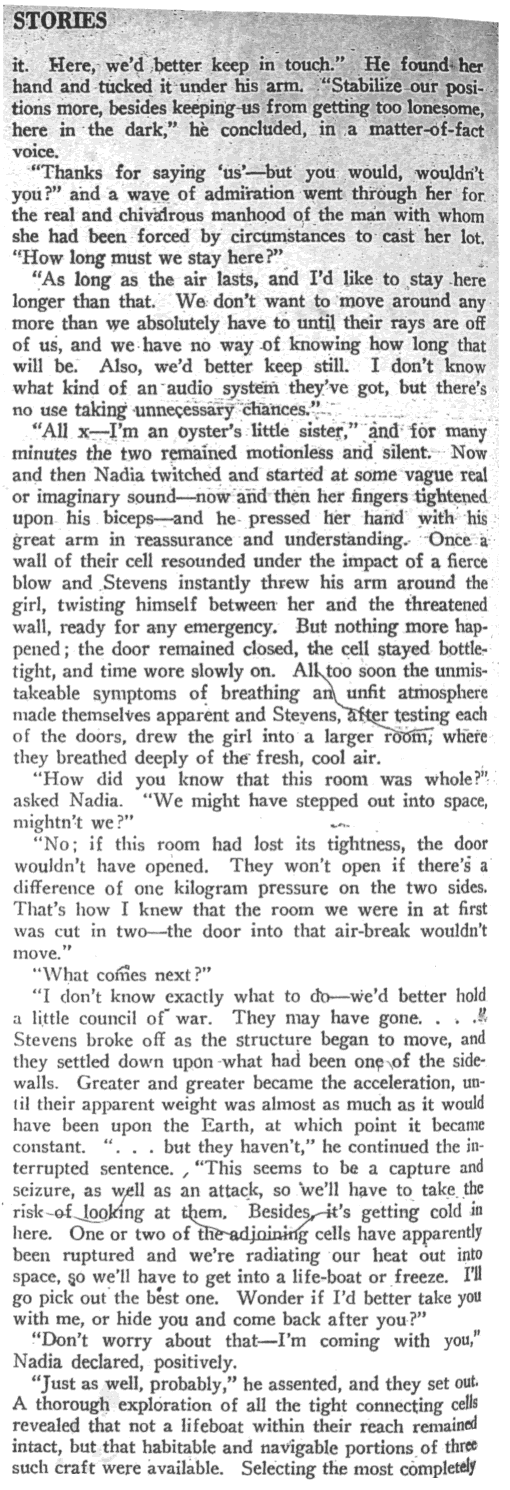 STORIES
it. Here, we'd better keep in touch." He found her
hand and tucked it under his arm. "Stabilize our posi-
tions more, besides keeping us from getting too lonesome,
here in the dark," he concluded, in a matter-of-fact
voice.
"Thanks for saying 'us'—but you would, wouldn't
you?" and a wave of admiration went through her for
the real and chivalrous manhood of the man with whom
she had been forced by circumstances to cast her lot.
"How long must we stay here?"
"As long as the air lasts, and I'd like to stay here
longer than that. We don't want to move around any
more than we absolutely have to until their rays are off
of us, and we have no way of knowing how long that
will be. Also, we'd better keep still. I don't know
what kind of an audio system they've got, but there's
no use taking unnecessary chances."
"All x—I'm an oyster's little sister," and for many
minutes the two remained motionless and silent. Now
and then Nadia twitched and started at some vague real
or imaginary sound—now and then her fingers tightened
upon his biceps—and he pressed her hand with his
great arm in reassurance and understanding. Once a
wall of their cell resounded under the impact of a fierce
blow and Stevens instantly threw his arm around the
girl, twisting himself between her and the threatened
wall, ready for any emergency. But nothing more hap-
pened; the door remained closed, the cell stayed bottle-
tight, and time wore slowly on. All too soon the unmis-
takeable symptoms of breathing an unfit atmosphere
made themselves apparent and Stevens, after testing each
of the doors, drew the girl into a larger room, where
they breathed deeply of the fresh, cool air.
"How did you know that this room was whole?"
asked Nadia. "We might have stepped out into space,
mightn't we?"
"No; if this room had lost its tightness, the door
wouldn't have opened. They won't open if there's a
difference of one kilogram pressure on the two sides.
That's how I knew that the room we were in at first
was cut in two—the door into that air-break wouldn't
move."
"What comes next?"
"I don't know exactly what to do—we'd better hold
a little council of war. They may have gone. . . ."
Stevens broke off as the structure began to move, and
they settled down upon what had been one of the side-
walls. Greater and greater became the acceleration, un-
til their apparent weight was almost as much as it would
have been upon the Earth, at which point it became
constant. ". . . but they haven't," he continued the in-
terrupted sentence. "This seems to be a capture and
seizure, as well as an attack, so we'll have to take the
risk of looking at them. Besides, it's getting cold in
here. One or two of the adjoining cells have apparently
been ruptured and we're radiating our heat out into
space, so we'll have to get into a life-boat or freeze. I'll
go pick out the best one. Wonder if I'd better take you
with me, or hide you and come back after you?"
"Don't worry about that—I'm coming with you,"
Nadia declared, positively.
"Just as well, probably," he assented, and they set out.
A thorough exploration of all the tight connecting cells
revealed that not a lifeboat within their reach remained
intact, but that habitable and navigable portions of three
such craft were available. Selecting the most completely